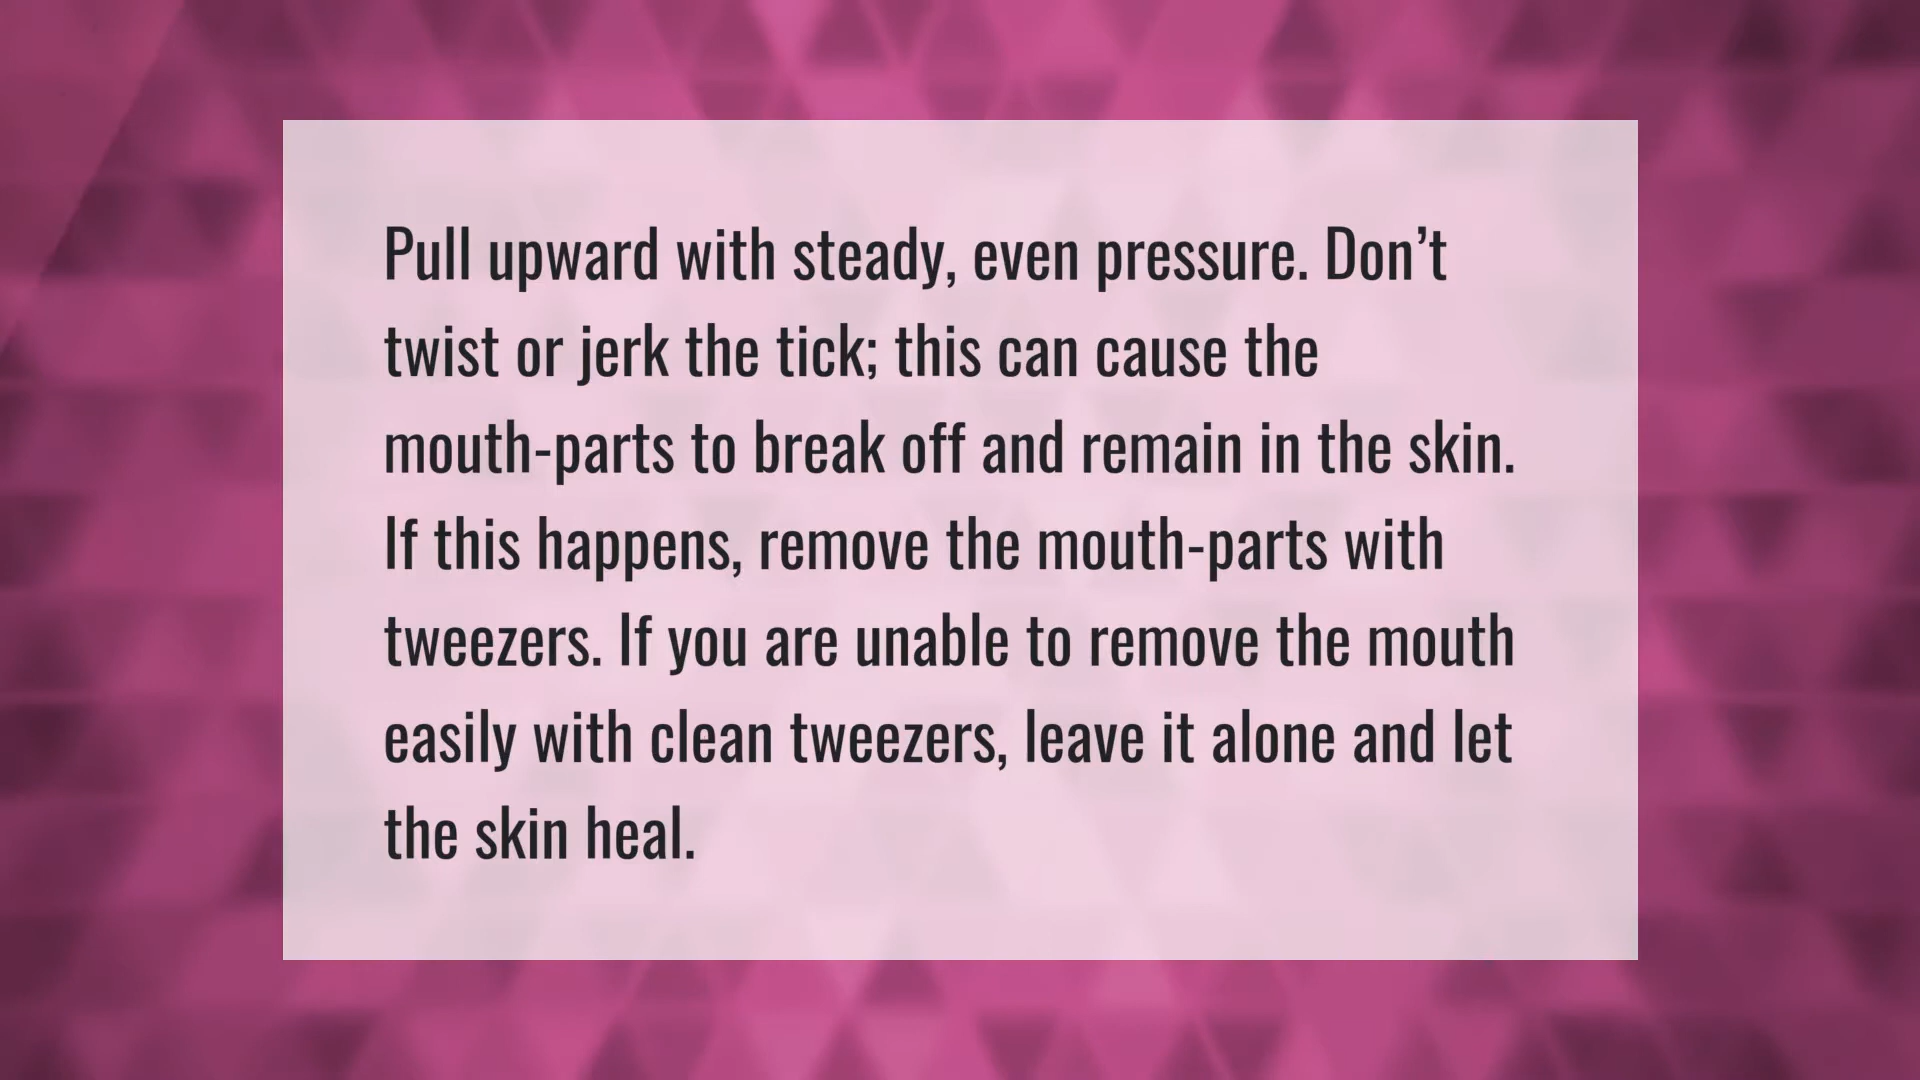 Pull upward with steady, even pressure. Don’t
twist or jerk the tick; this can cause the
mouth-parts to break off and remain in the skin.
If this happens, remove the mouth-parts with
tweezers. If you are unable to remove the mouth
easily with clean tweezers, leave it alone and let
the skin heal.